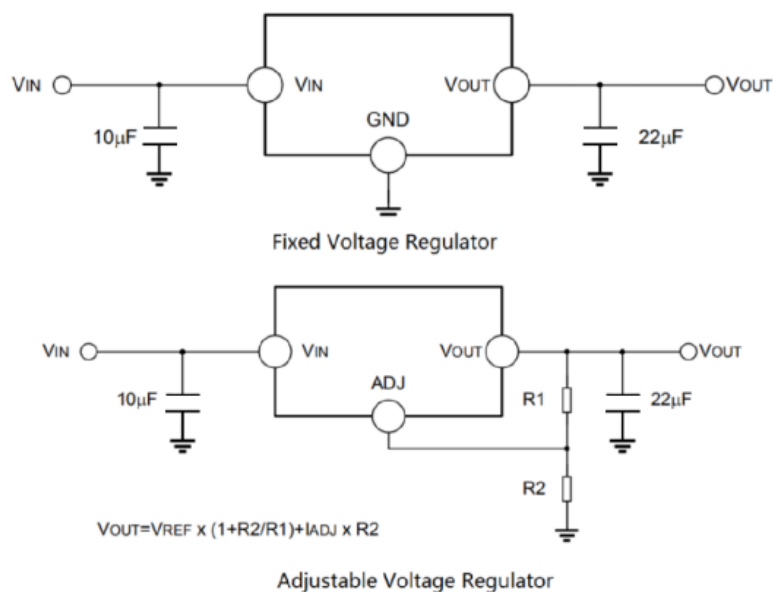 VIN VIN VOUT VOUT
10μF GND 22μF
Fixed Voltage Regulator
VIN VIN VOUT VOUT
ADJ
10μF R1 22μF
R2
VOUT=VREF x (1+R2/R1)+IADJ x R2
Adjustable Voltage Regulator